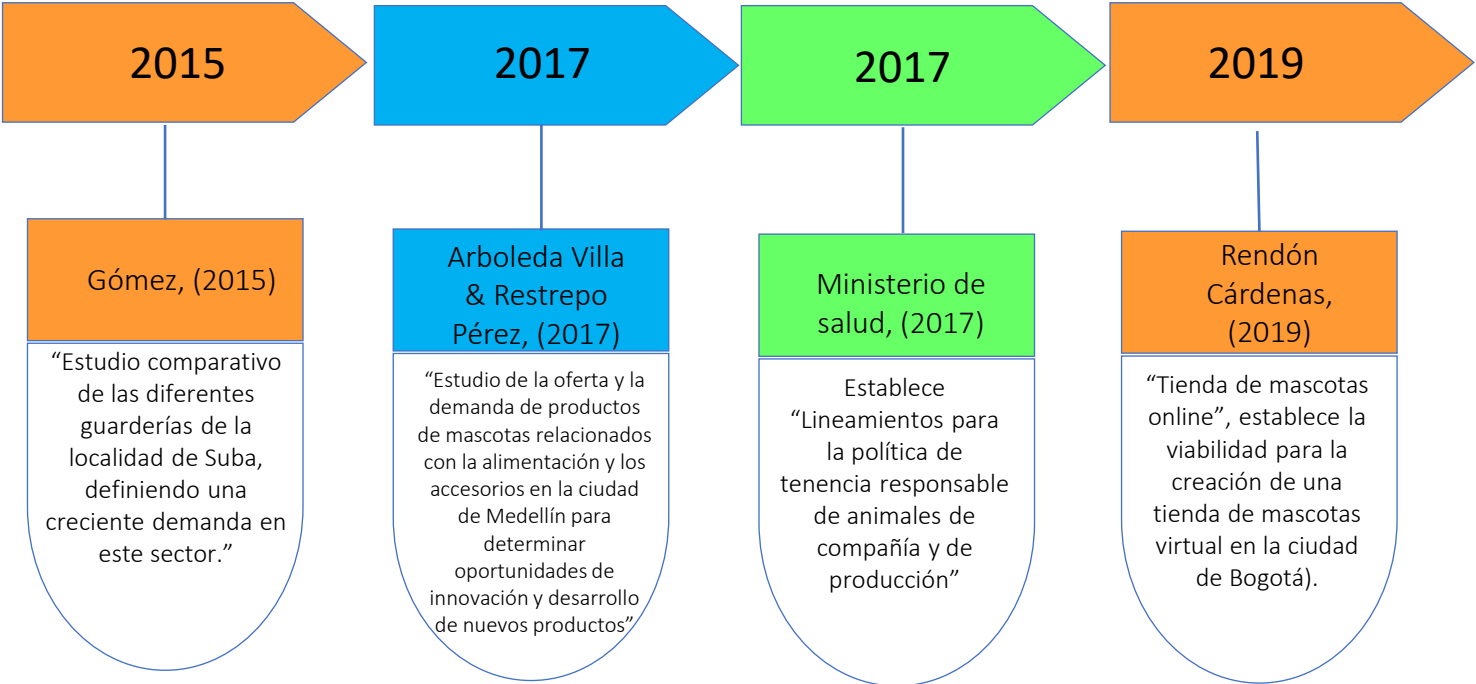 2015
2017
2017
2019
Gómez, (2015)
“Estudio comparativo
de las diferentes
guarderías de la
localidad de Suba,
definiendo una
creciente demanda en
este sector.”
Arboleda Villa
& Restrepo
Pérez, (2017)
“Estudio de la oferta y la
demanda de productos
de mascotas relacionados
con la alimentación y los
accesorios en la ciudad
de Medellín para
determinar
oportunidades de
innovación y desarrollo
de nuevos productos”
Ministerio de
salud, (2017)
Establece
“Lineamientos para
la política de
tenencia responsable
de animales de
compañía y de
producción”
Rendón
Cárdenas,
(2019)
“Tienda de mascotas
online”, establece la
viabilidad para la
creación de una
tienda de mascotas
virtual en la ciudad
de Bogotá).